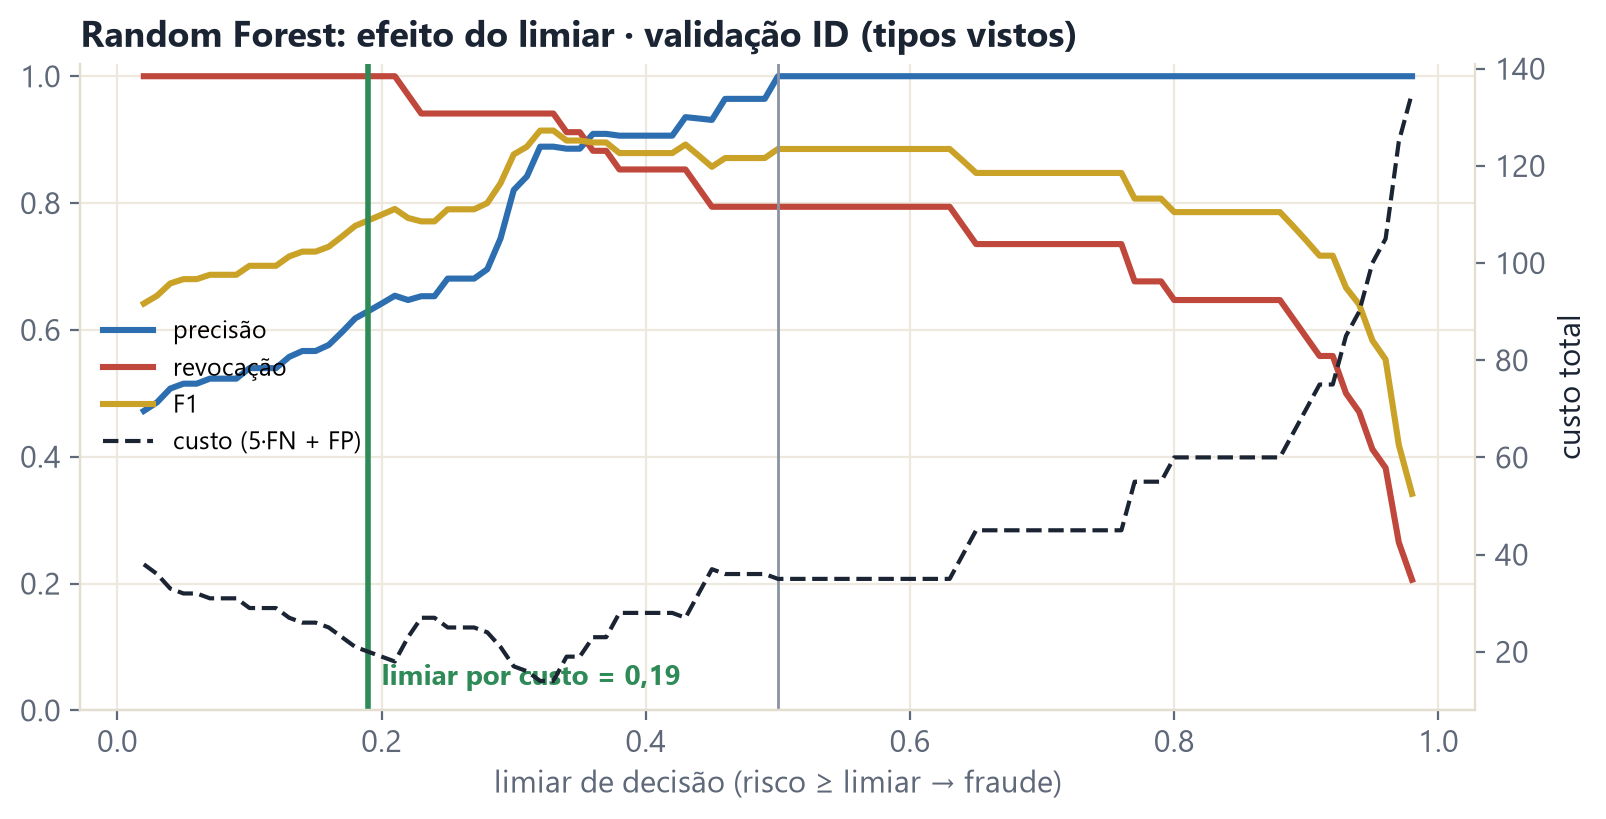 Random Forest: efeito do limiar · validação ID (tipos vistos)
1.0
0.8
0.6
0.4
0.2
0.0
precisão
revocação
F1
custo (5·FN + FP)
limiar por custo = 0,19
140
120
100
80
60
40
20
custo total
0.0 0.2 0.4 0.6 0.8 1.0
limiar de decisão (risco ≥ limiar → fraude)